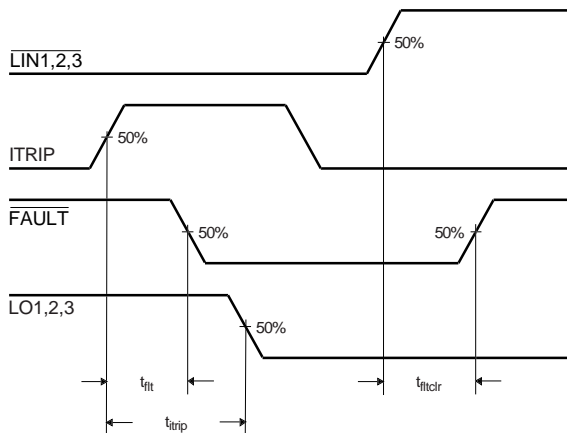 LIN1,2,3
50%
ITRIP
50%
FAULT
50%
50%
LO1,2,3
50%
tflt
tfltclr
titrip